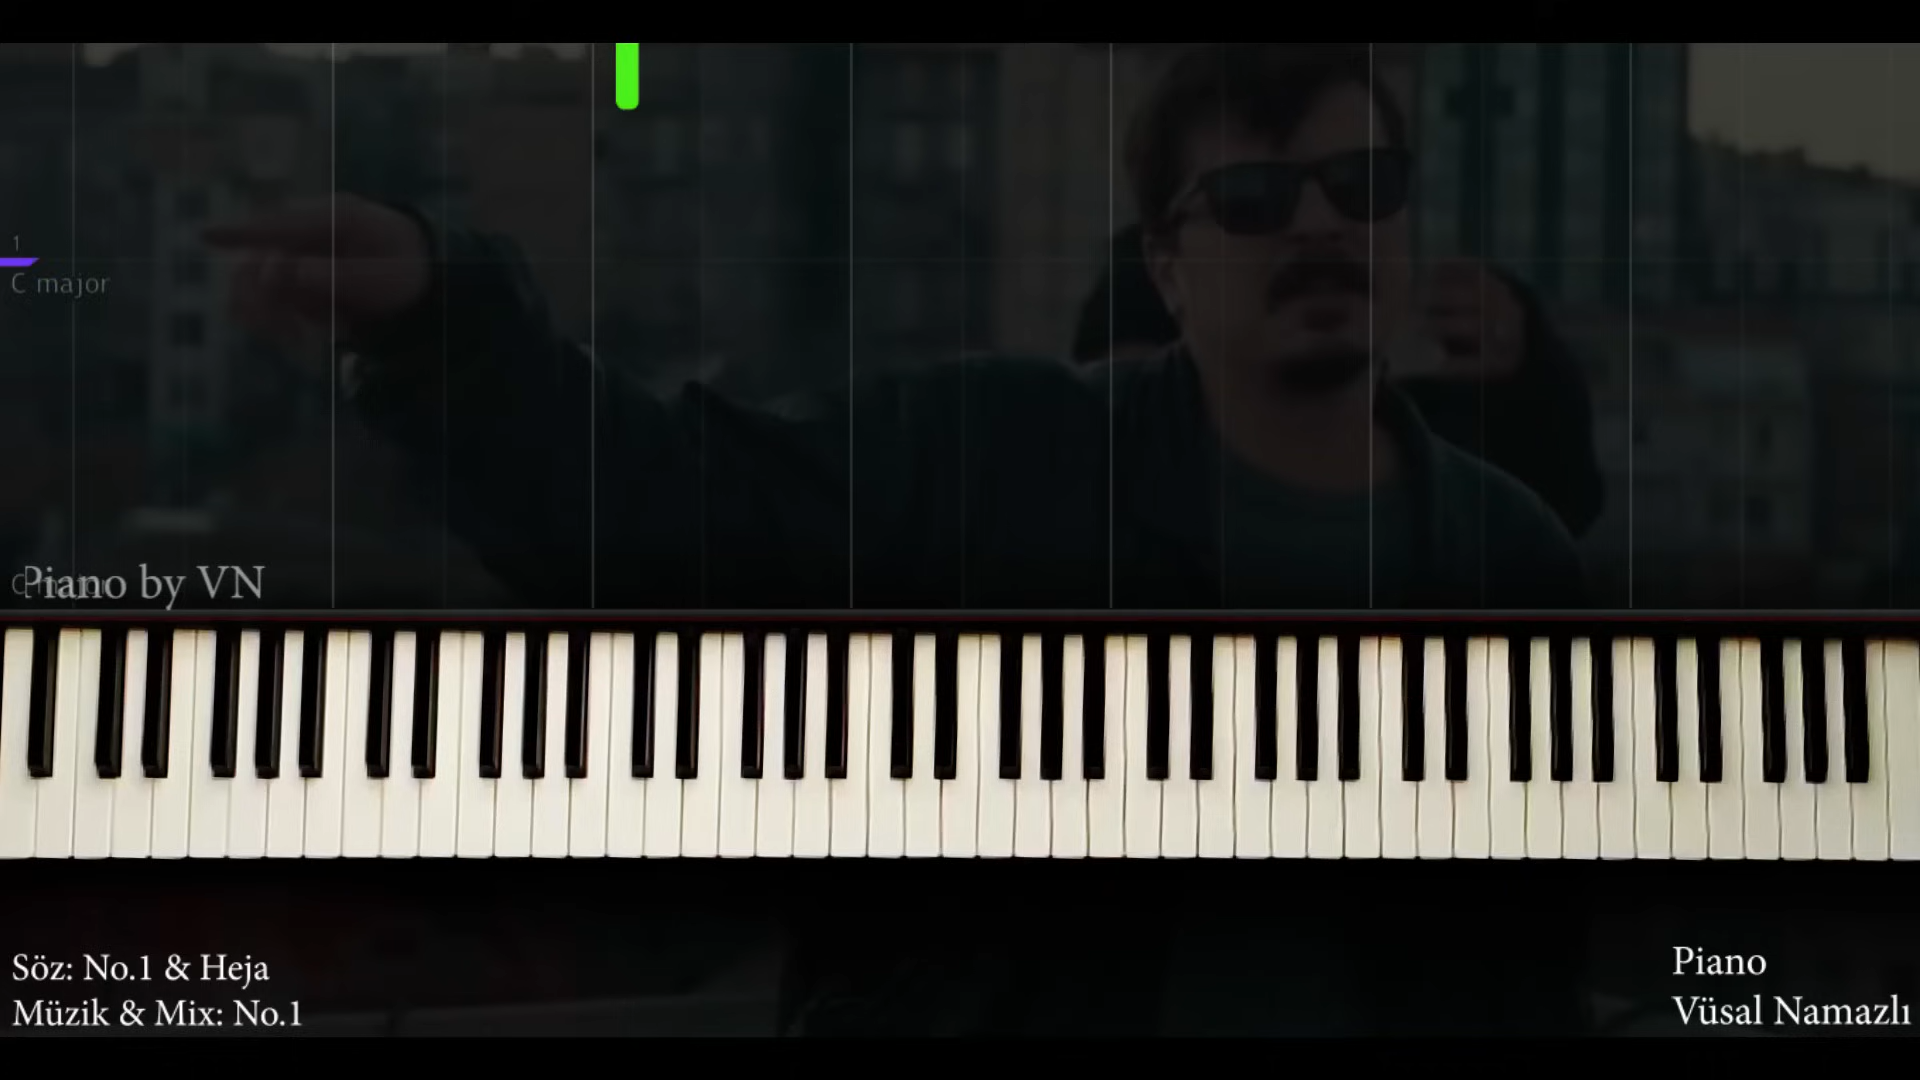 1
C major
Piano by VN
Söz: No.1 & Heja
Müzik & Mix: No.1
Piano
Vüsal Namazlı